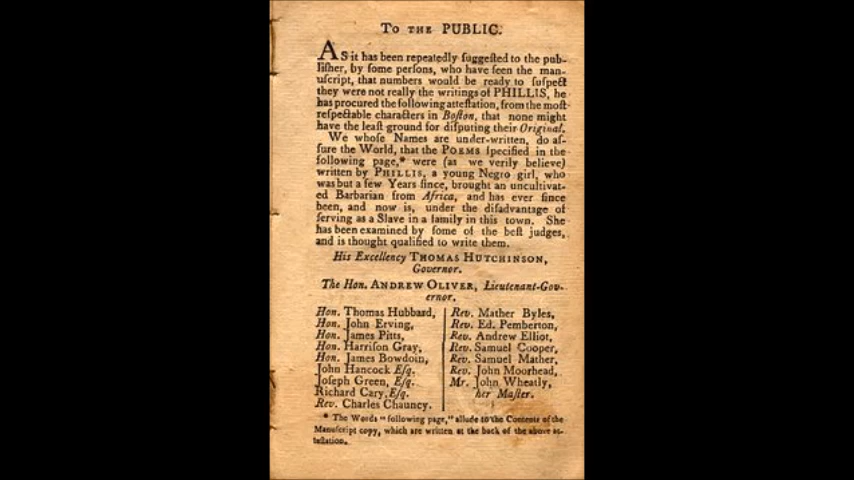 To the PUBLIC.
AS it has been repeatedly ſuggeſted to the pub-
liſher, by ſome perſons, who have ſeen the man-
uſcript, that numbers would be ready to ſuſpect
they were not really the writings of PHILLIS, he
has procured the following atteſtation, from the moſt
reſpectable characters in Boſton, that none might
have the leaſt ground for diſputing their Original.
We whoſe Names are under-written, do aſ-
ſure the World, that the POEMS ſpecified in the
following page,* were (as we verily believe)
written by PHILLIS, a young Negro girl, who
was but a few Years ſince, brought an uncultivat-
ed Barbarian from Africa, and has ever ſince
been, and now is, under the diſadvantage of
ſerving as a Slave in a family in this town. She
has been examined by ſome of the beſt judges,
and is thought qualified to write them.
His Excellency THOMAS HUTCHINSON,
Governor.
The Hon. ANDREW OLIVER, Lieutenant-Gov-
ernor.
Hon. Thomas Hubbard,
Hon. John Erving,
Hon. James Pitts,
Hon. Harriſon Gray,
Hon. James Bowdoin,
John Hancock Eſq.
Joſeph Green, Eſq.
Richard Cary, Eſq.
Rev. Charles Chauncy.
Rev. Mather Byles,
Rev. Ed. Pemberton,
Rev. Andrew Elliot,
Rev. Samuel Cooper,
Rev. Samuel Mather,
Rev. John Moorhead,
Mr. John Wheatly,
her Maſter.
* The Words "following page," allude to the Contents of the
Manuſcript copy, which are written at the back of the above at-
teſtation.